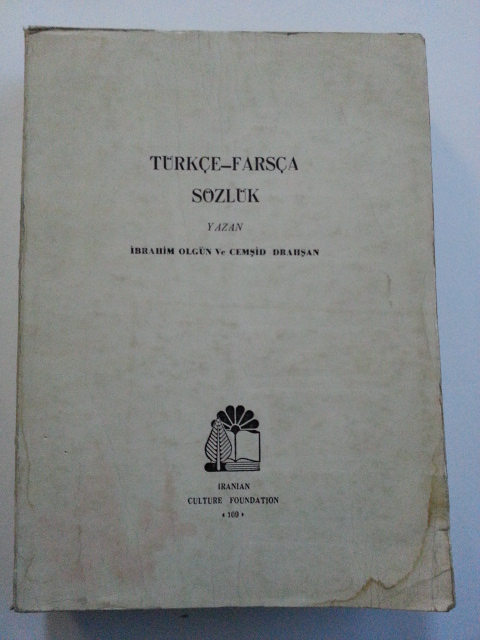 TÜRKÇE–FARSÇA
SÖZLÜK
YAZAN
İBRAHİM OLGÜN Ve CEMŞİD DRAHŞAN
IRANIAN
CULTURE FOUNDATION
« 100 »